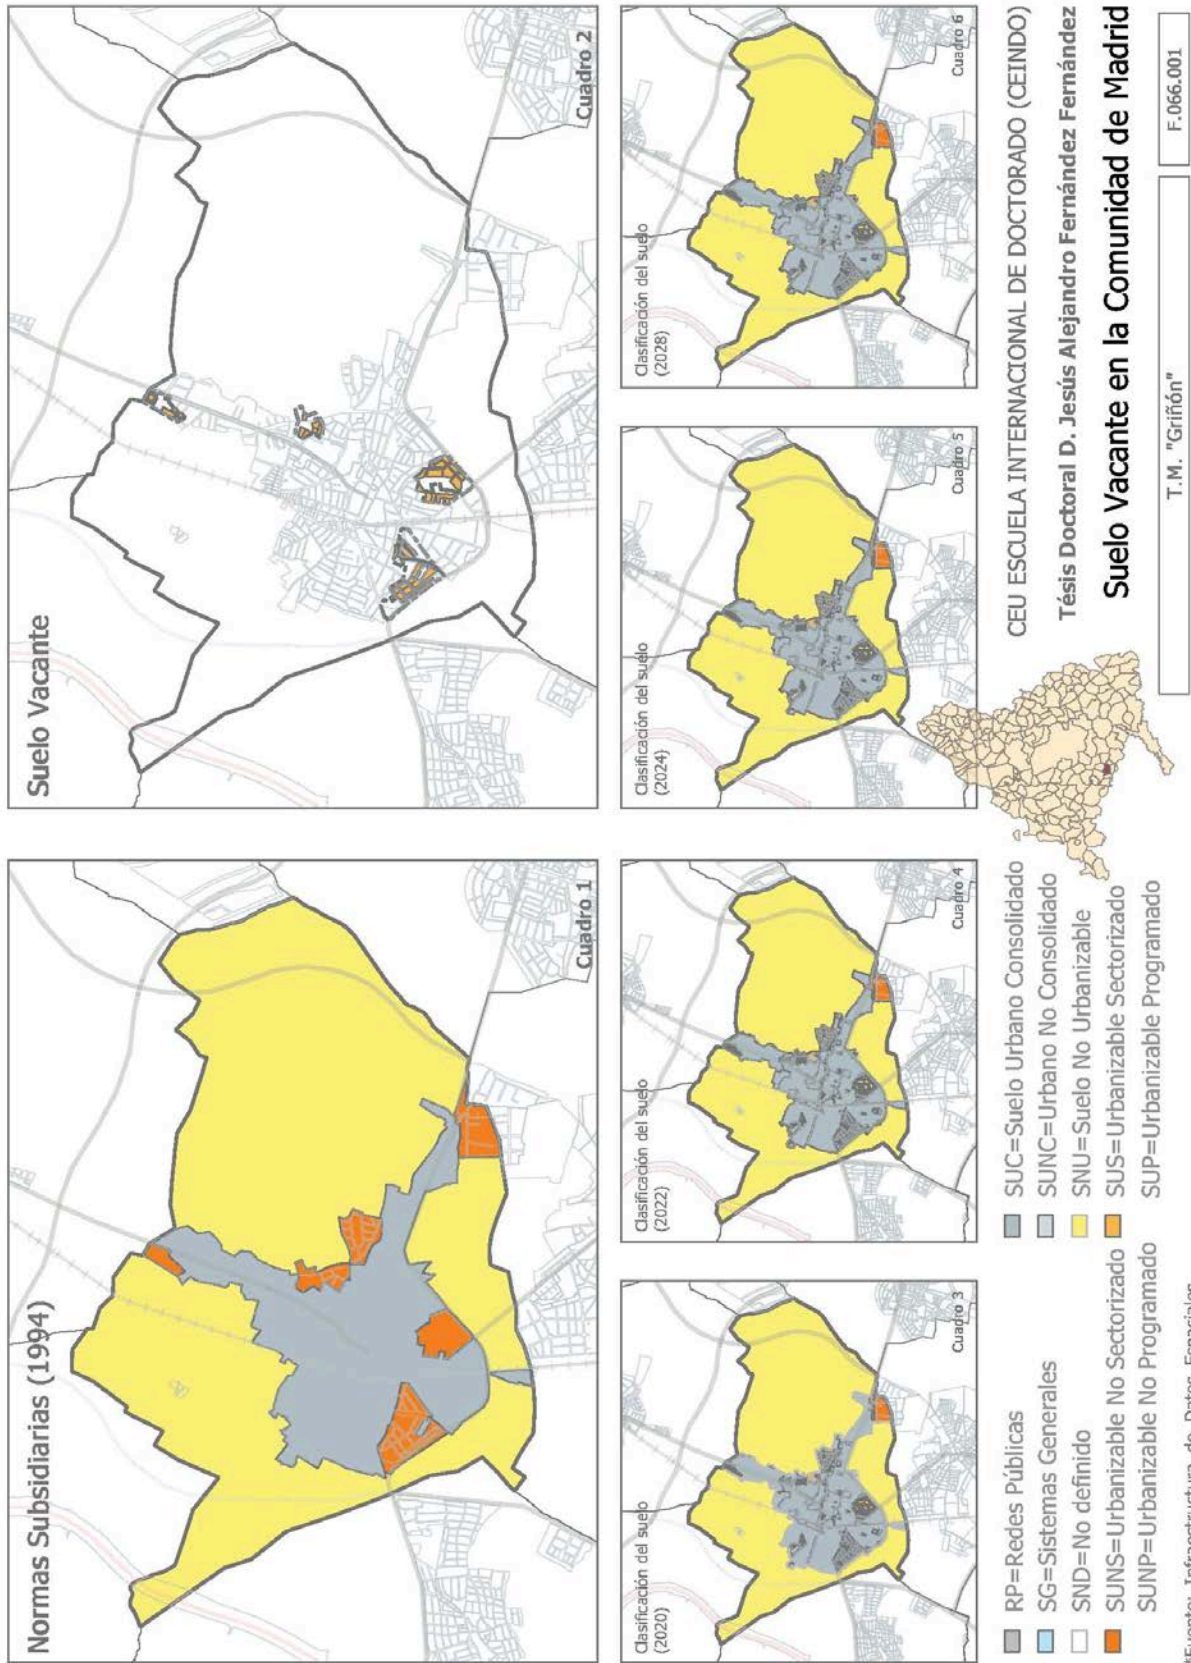 Normas Subsidiarias (1994)
Cuadro 1
Suelo Vacante
Cuadro 2
Clasificación del suelo
(2020)
Cuadro 3
Clasificación del suelo
(2022)
Cuadro 4
Clasificación del suelo
(2024)
Cuadro 5
Clasificación del suelo
(2028)
Cuadro 6
RP=Redes Públicas
SG=Sistemas Generales
SND=No definido
SUNS=Urbanizable No Sectorizado
SUNP=Urbanizable No Programado
SUC=Suelo Urbano Consolidado
SUNC=Urbano No Consolidado
SNU=Suelo No Urbanizable
SUS=Urbanizable Sectorizado
SUP=Urbanizable Programado
CEU ESCUELA INTERNACIONAL DE DOCTORADO (CEINDO)
Tésis Doctoral D. Jesús Alejandro Fernández Fernández
Suelo Vacante en la Comunidad de Madrid
T.M. "Griñón"
F.066.001